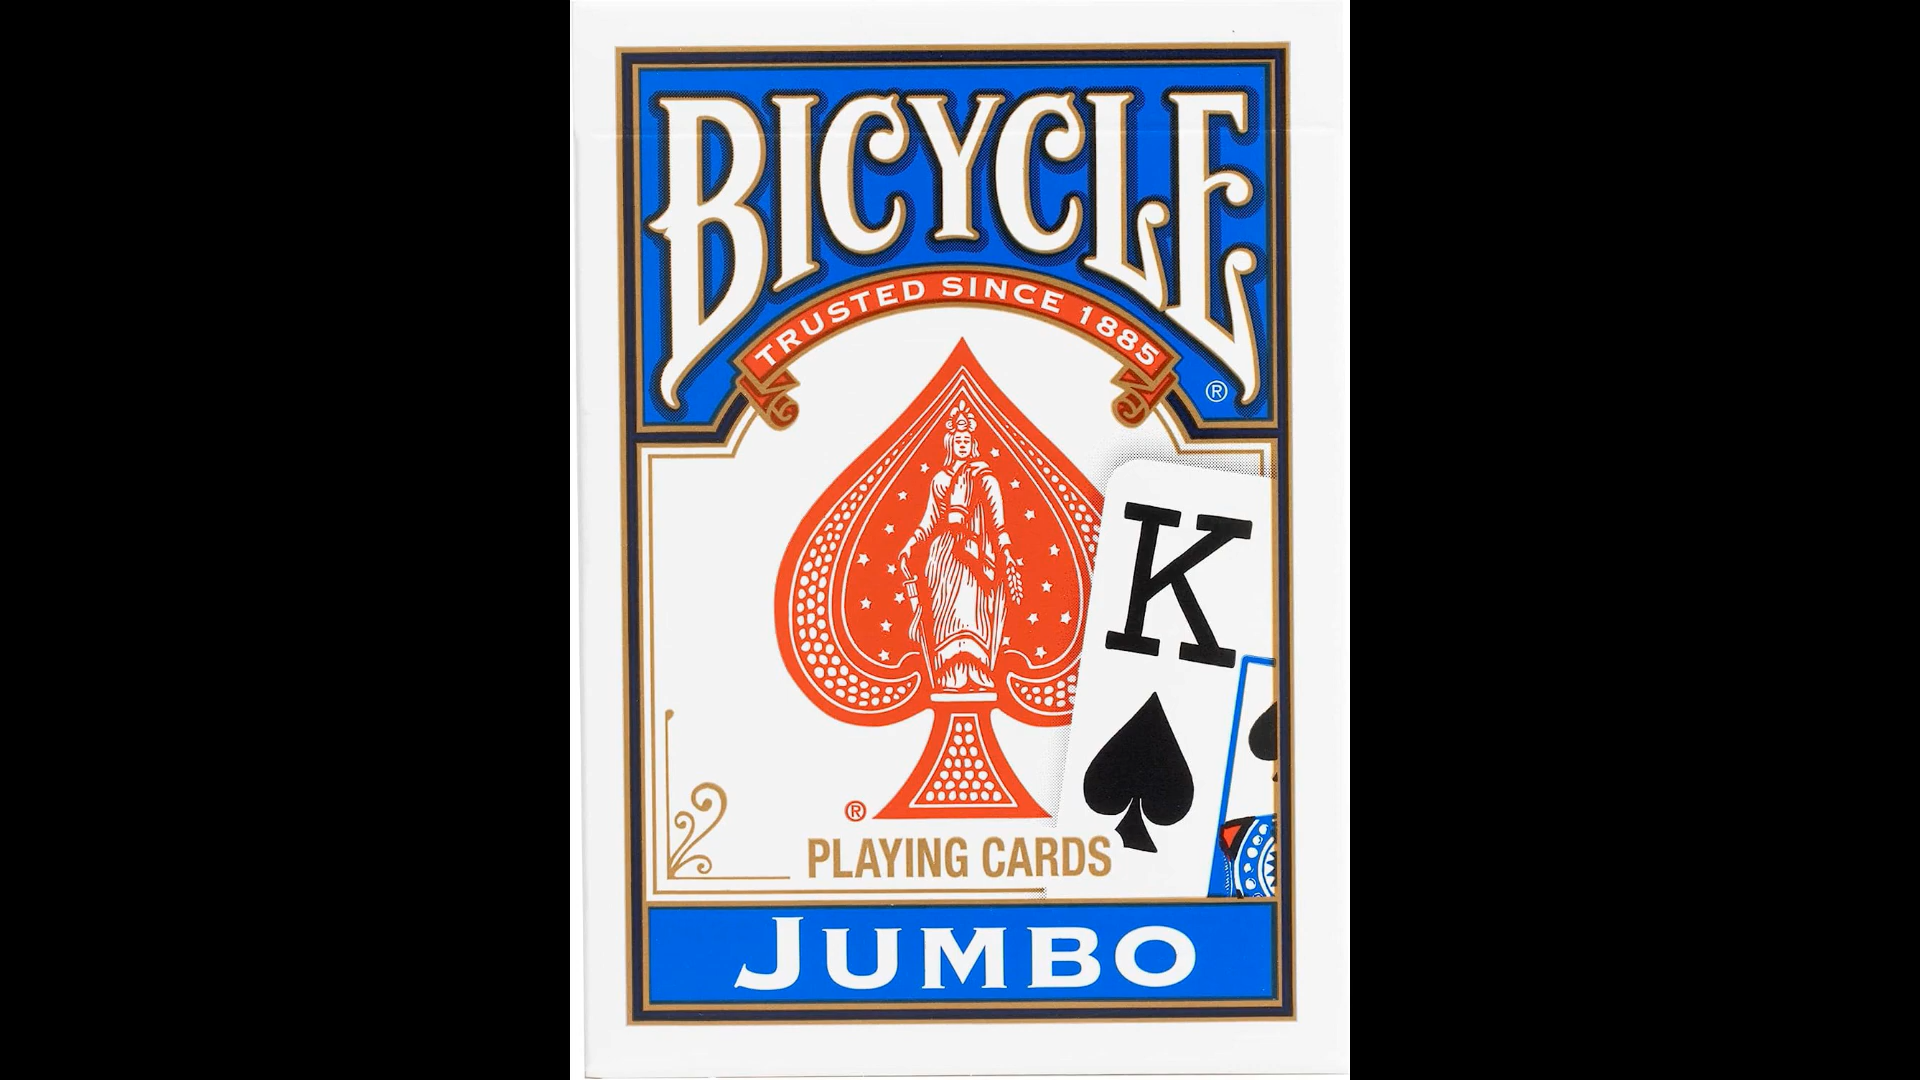 BICYCLE
®
TRUSTED SINCE 1885
K
®
PLAYING CARDS
JUMBO